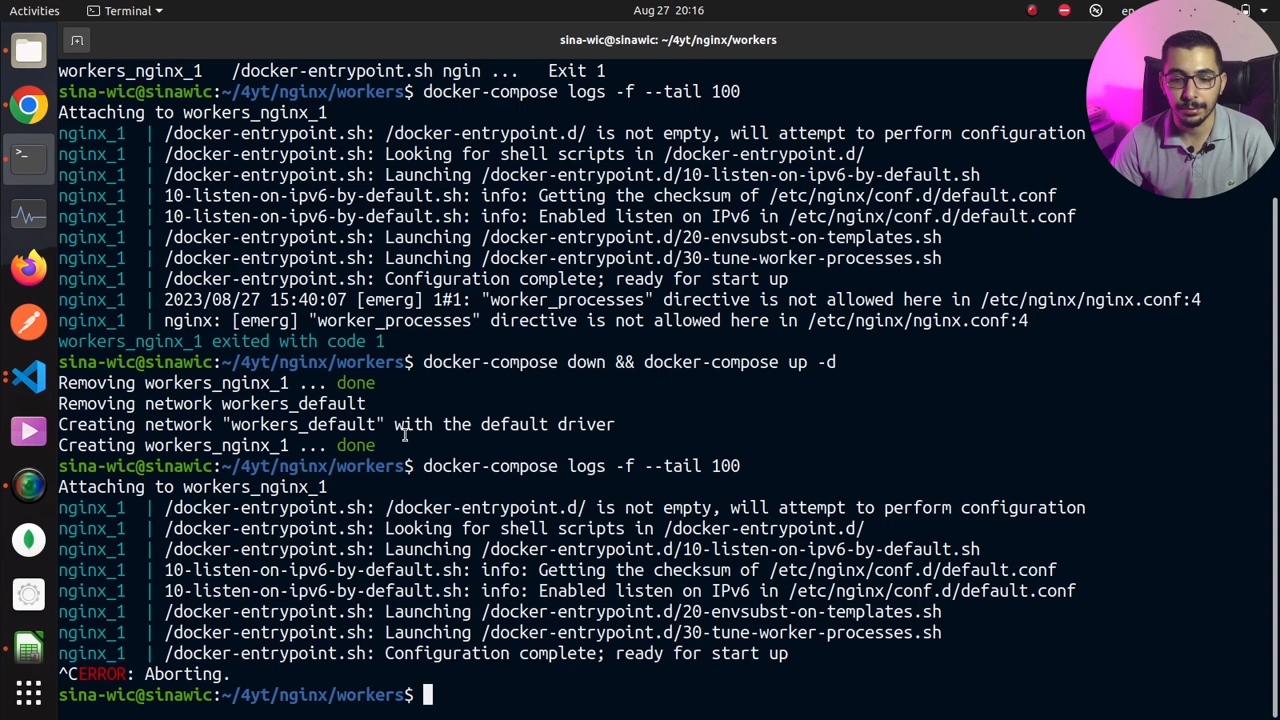 Activities
Terminal
Aug 27 20:16
en
sina-wic@sinawic: ~/4yt/nginx/workers
workers_nginx_1 /docker-entrypoint.sh ngin ... Exit 1
sina-wic@sinawic:~/4yt/nginx/workers$ docker-compose logs -f --tail 100
Attaching to workers_nginx_1
nginx_1 | /docker-entrypoint.sh: /docker-entrypoint.d/ is not empty, will attempt to perform configuration
nginx_1 | /docker-entrypoint.sh: Looking for shell scripts in /docker-entrypoint.d/
nginx_1 | /docker-entrypoint.sh: Launching /docker-entrypoint.d/10-listen-on-ipv6-by-default.sh
nginx_1 | 10-listen-on-ipv6-by-default.sh: info: Getting the checksum of /etc/nginx/conf.d/default.conf
nginx_1 | 10-listen-on-ipv6-by-default.sh: info: Enabled listen on IPv6 in /etc/nginx/conf.d/default.conf
nginx_1 | /docker-entrypoint.sh: Launching /docker-entrypoint.d/20-envsubst-on-templates.sh
nginx_1 | /docker-entrypoint.sh: Launching /docker-entrypoint.d/30-tune-worker-processes.sh
nginx_1 | /docker-entrypoint.sh: Configuration complete; ready for start up
nginx_1 | 2023/08/27 15:40:07 [emerg] 1#1: "worker_processes" directive is not allowed here in /etc/nginx/nginx.conf:4
nginx_1 | nginx: [emerg] "worker_processes" directive is not allowed here in /etc/nginx/nginx.conf:4
workers_nginx_1 exited with code 1
sina-wic@sinawic:~/4yt/nginx/workers$ docker-compose down && docker-compose up -d
Removing workers_nginx_1 ... done
Removing network workers_default
Creating network "workers_default" with the default driver
Creating workers_nginx_1 ... done
sina-wic@sinawic:~/4yt/nginx/workers$ docker-compose logs -f --tail 100
Attaching to workers_nginx_1
nginx_1 | /docker-entrypoint.sh: /docker-entrypoint.d/ is not empty, will attempt to perform configuration
nginx_1 | /docker-entrypoint.sh: Looking for shell scripts in /docker-entrypoint.d/
nginx_1 | /docker-entrypoint.sh: Launching /docker-entrypoint.d/10-listen-on-ipv6-by-default.sh
nginx_1 | 10-listen-on-ipv6-by-default.sh: info: Getting the checksum of /etc/nginx/conf.d/default.conf
nginx_1 | 10-listen-on-ipv6-by-default.sh: info: Enabled listen on IPv6 in /etc/nginx/conf.d/default.conf
nginx_1 | /docker-entrypoint.sh: Launching /docker-entrypoint.d/20-envsubst-on-templates.sh
nginx_1 | /docker-entrypoint.sh: Launching /docker-entrypoint.d/30-tune-worker-processes.sh
nginx_1 | /docker-entrypoint.sh: Configuration complete; ready for start up
^CERROR: Aborting.
sina-wic@sinawic:~/4yt/nginx/workers$